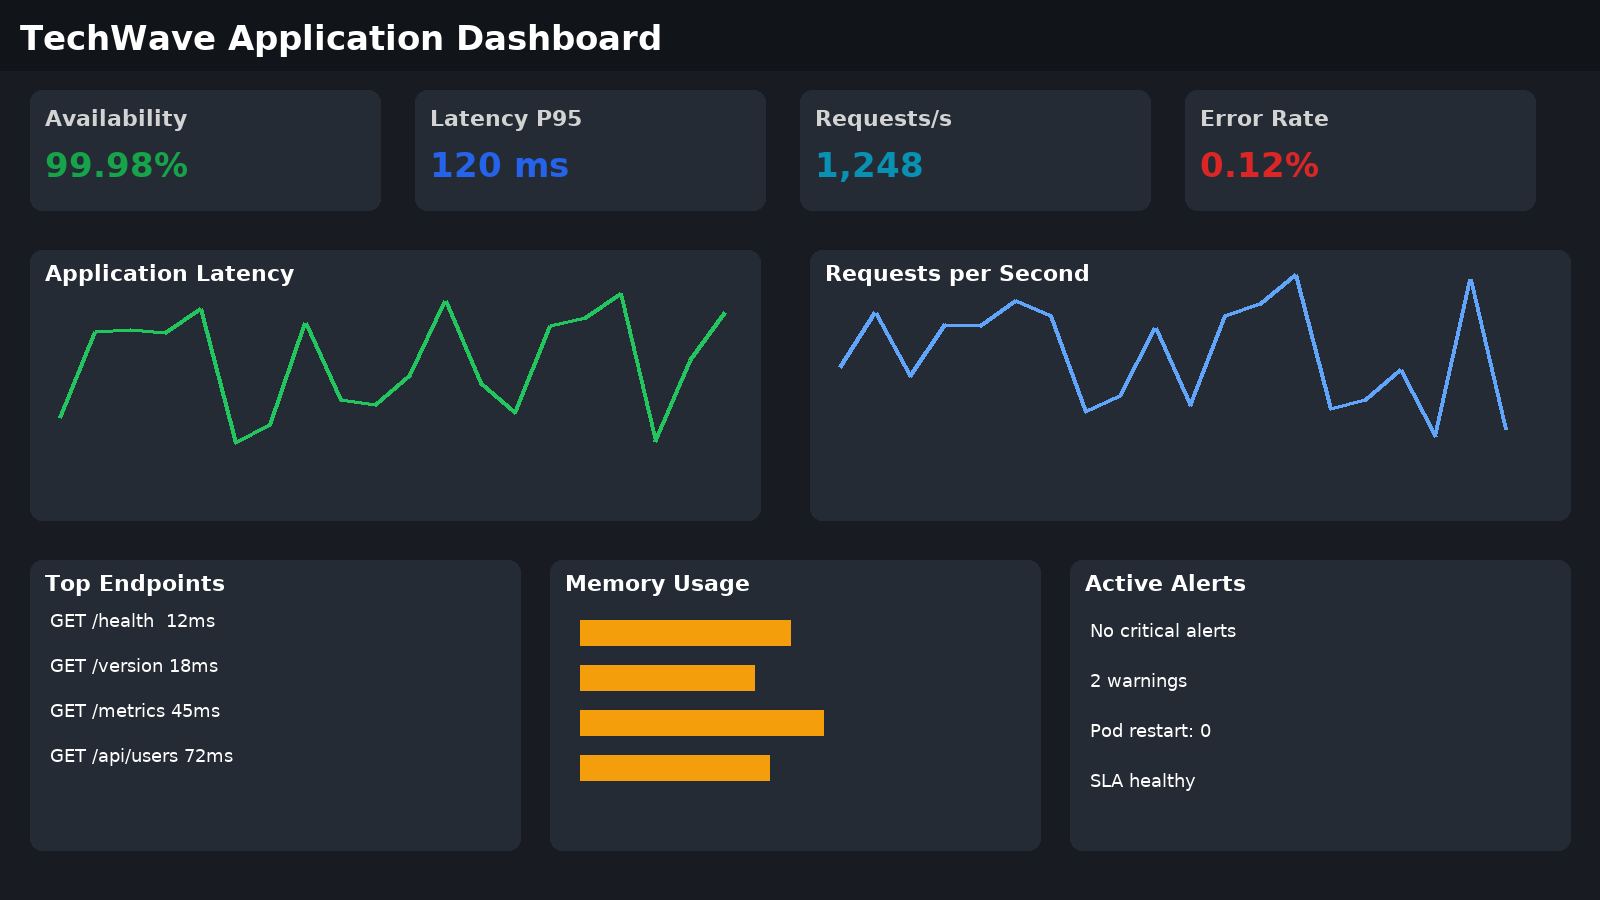 TechWave Application Dashboard
Availability
99.98%
Latency P95
120 ms
Requests/s
1,248
Error Rate
0.12%
Application Latency
Requests per Second
Top Endpoints
GET /health  12ms
GET /version 18ms
GET /metrics 45ms
GET /api/users 72ms
Memory Usage
Active Alerts
No critical alerts
2 warnings
Pod restart: 0
SLA healthy